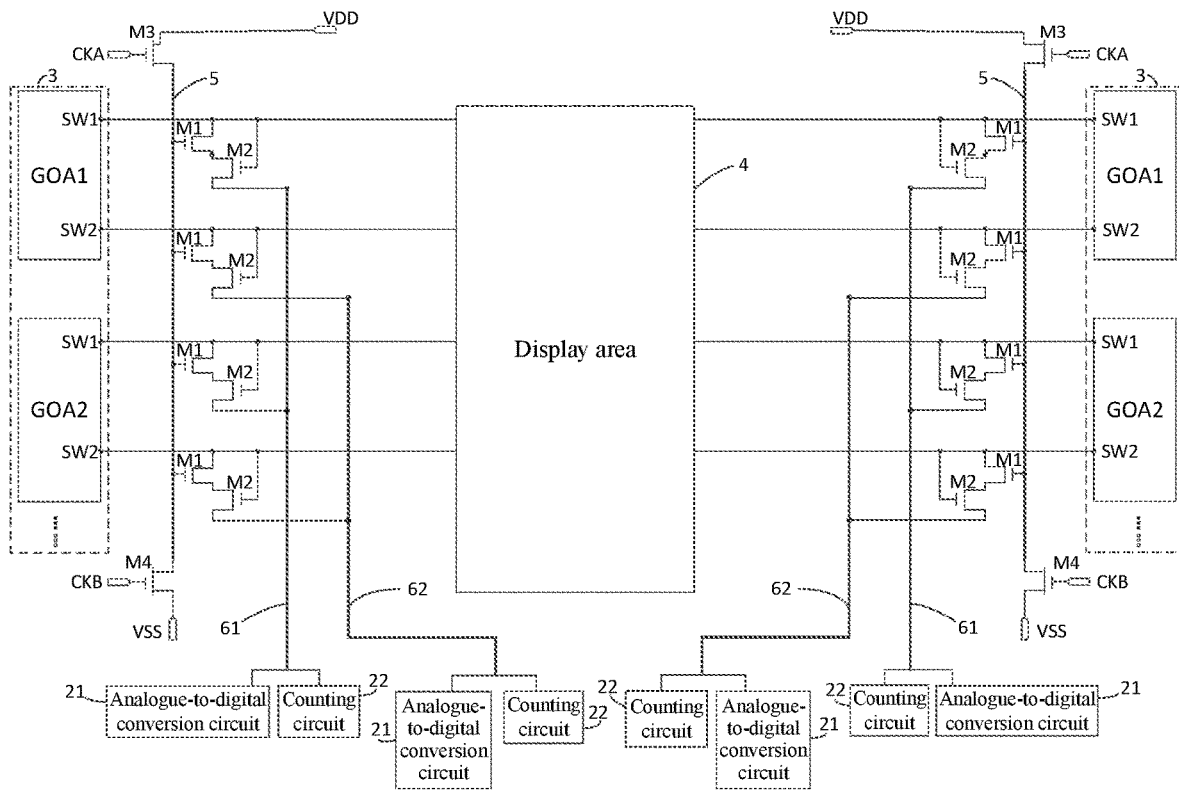 VDD
VDD
M3
M3
CKA
CKA
3
5
5
3
SW1
M1
M1
SW1
M2
M2
GOA1
4
GOA1
SW2
M1
M1
SW2
M2
M2
SW1
M1
Display area
M1
SW1
M2
M2
GOA2
GOA2
SW2
M1
M1
SW2
M2
M2
M4
M4
CKB
CKB
62
62
VSS
61
61
VSS
21
Analogue-to-digital
conversion circuit
Counting
circuit
22
21
Analogue-
to-digital
conversion
circuit
Counting
circuit
22
22
Counting
circuit
Analogue-
to-digital
conversion
circuit
21
22
Counting
circuit
Analogue-to-digital
conversion circuit
21